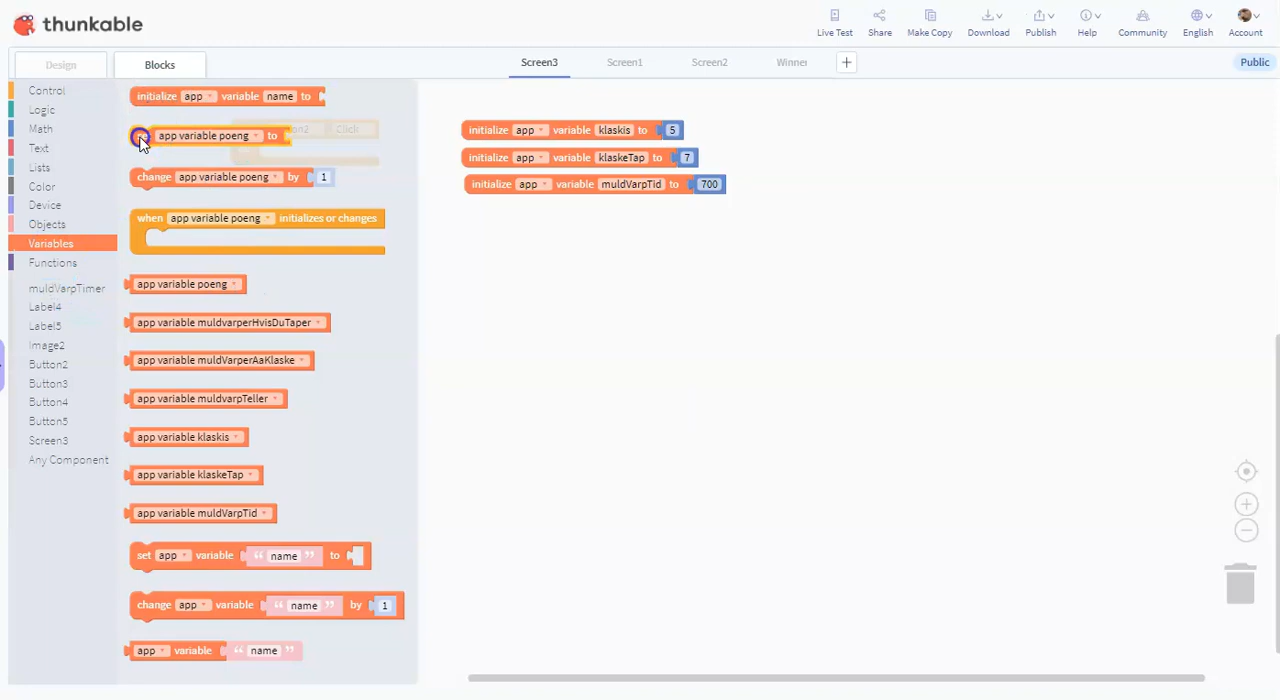 thunkable
Live Test
Share
Make Copy
Download
Publish
Help
Community
English
Account
Design
Blocks
Screen3
Screen1
Screen2
Winner
+
Public
Control
Logic
Math
Text
Lists
Color
Device
Objects
Variables
Functions
muldVarpTimer
Label4
Label5
Image2
Button2
Button3
Button4
Button5
Screen3
Any Component
initialize app variable name to
app variable poeng to
Click
change app variable poeng by 1
when app variable poeng initializes or changes
app variable poeng
app variable muldvarperHvisDuTaper
app variable muldVarperAaKlaske
app variable muldvarpTeller
app variable klaskis
app variable klaskeTap
app variable muldVarpTid
set app variable “ name ” to
change app variable “ name ” by 1
app variable “ name ”
initialize app variable klaskis to 5
initialize app variable klaskeTap to 7
initialize app variable muldVarpTid to 700